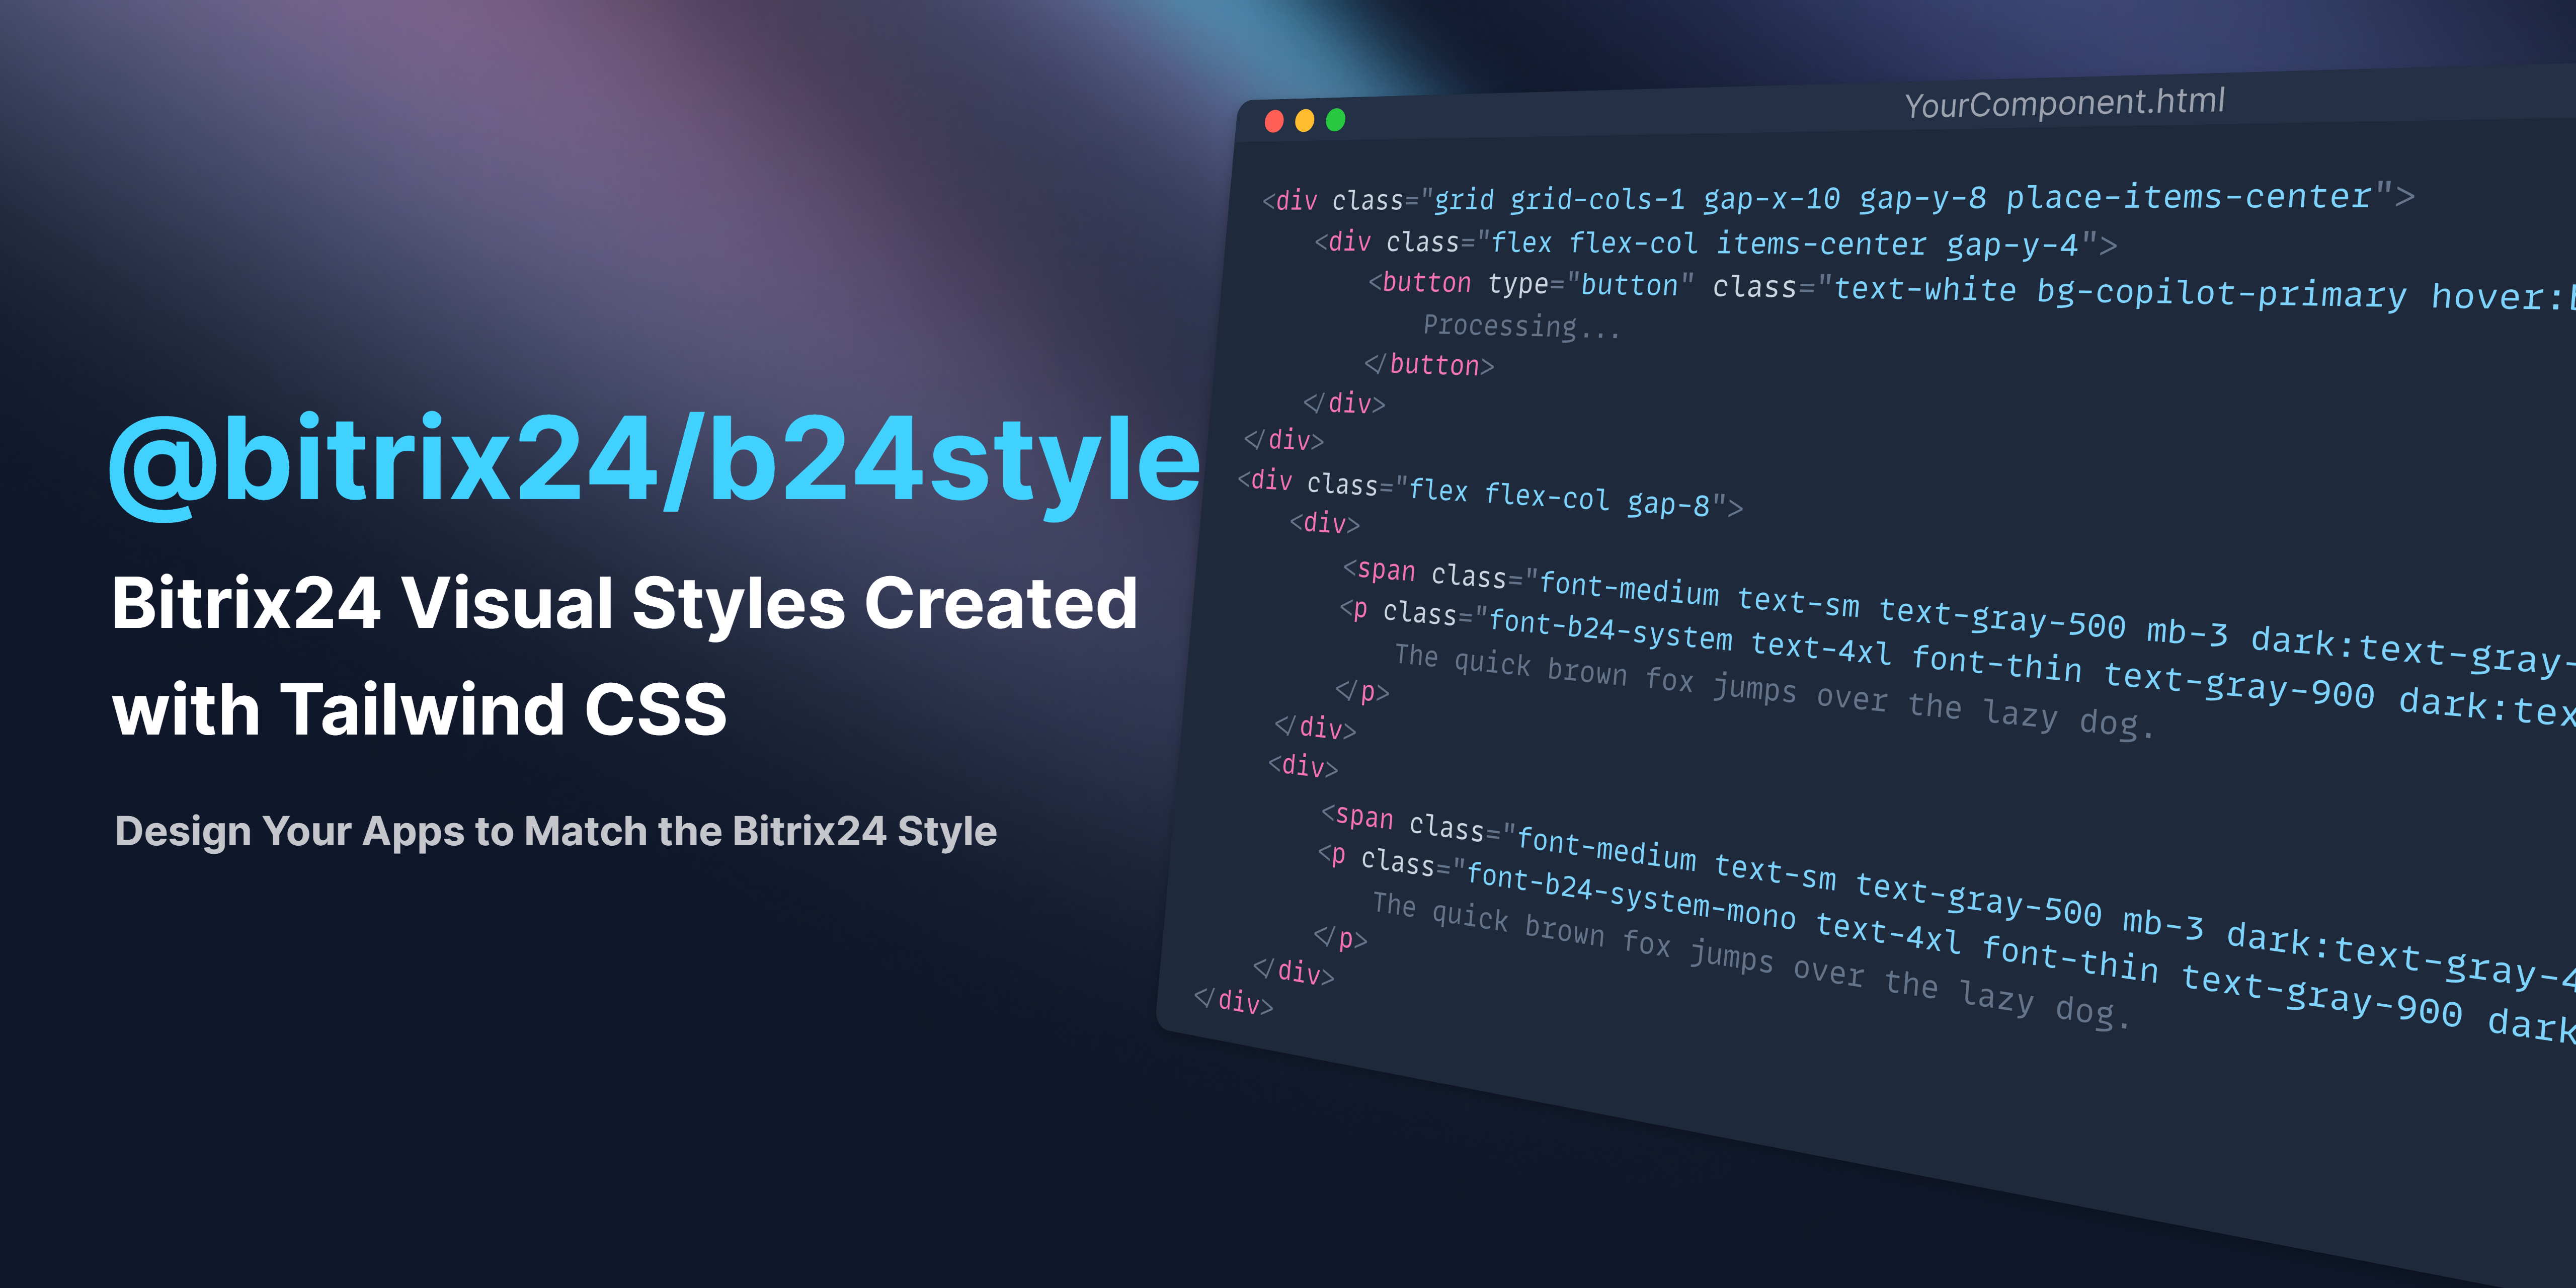 @bitrix24/b24style
Bitrix24 Visual Styles Created
with Tailwind CSS
Design Your Apps to Match the Bitrix24 Style
YourComponent.html
<div class="grid grid-cols-1 gap-x-10 gap-y-8 place-items-center">
<div class="flex flex-col items-center gap-y-4">
<button type="button" class="text-white bg-copilot-primary hover:
Processing...
</button>
</div>
</div>
<div class="flex flex-col gap-8">
<div>
<span class="font-medium text-sm text-gray-500 mb-3 dark:text-gray-
<p class="font-b24-system text-4xl font-thin text-gray-900 dark:tex
The quick brown fox jumps over the lazy dog.
</p>
</div>
<div>
<span class="font-medium text-sm text-gray-500 mb-3 dark:text-gray-4
<p class="font-b24-system-mono text-4xl font-thin text-gray-900 dark
The quick brown fox jumps over the lazy dog.
</p>
</div>
</div>